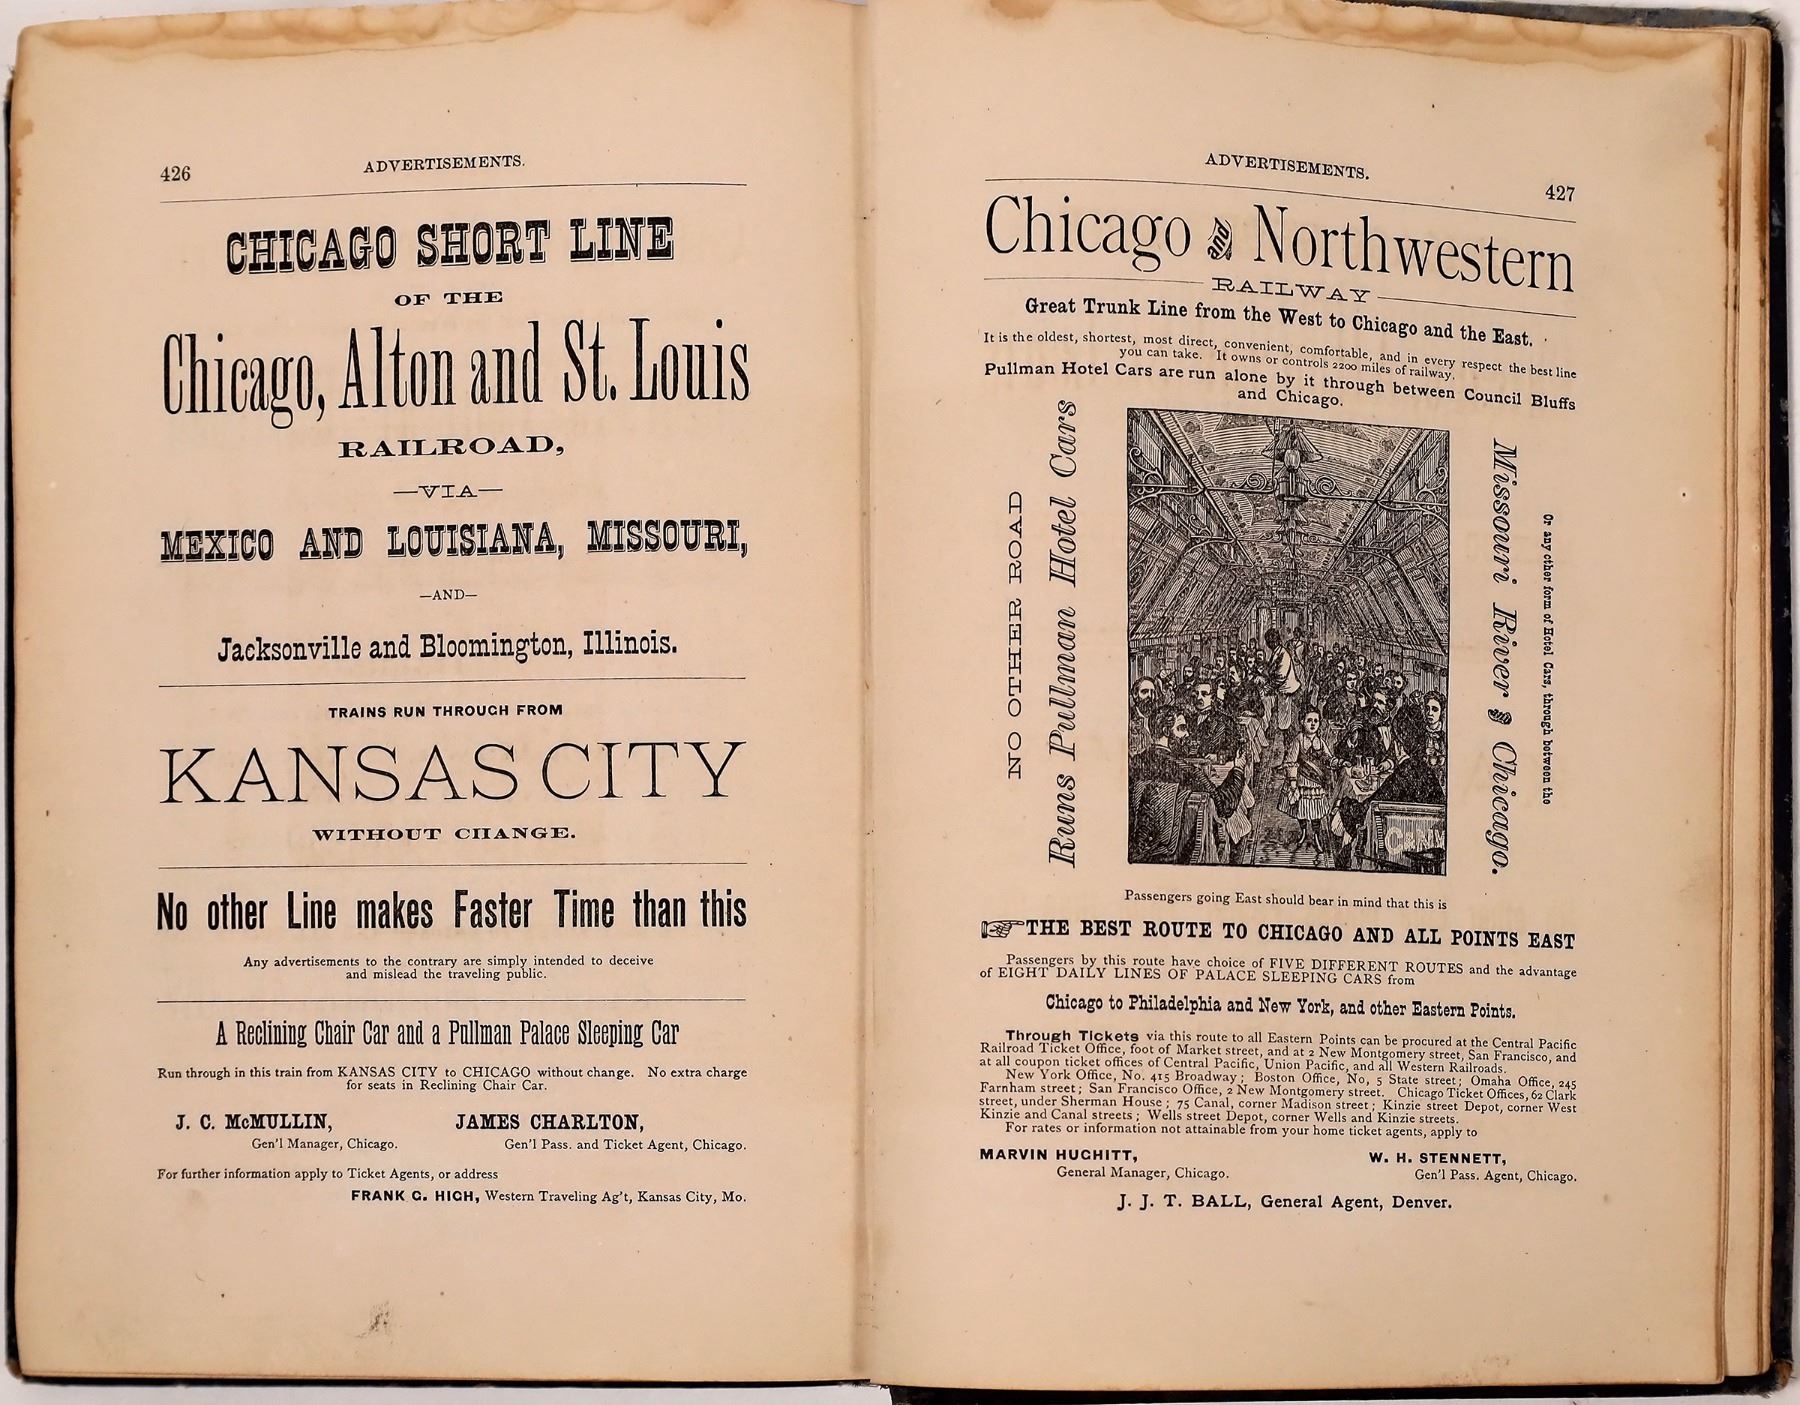 426
ADVERTISEMENTS.
CHICAGO SHORT LINE
OF THE
Chicago, Alton and St. Louis
RAILROAD,
—VIA—
MEXICO AND LOUISIANA, MISSOURI,
—AND—
Jacksonville and Bloomington, Illinois.
TRAINS RUN THROUGH FROM
KANSAS CITY
WITHOUT CHANGE.
No other Line makes Faster Time than this
Any advertisements to the contrary are simply intended to deceive
and mislead the traveling public.
A Reclining Chair Car and a Pullman Palace Sleeping Car
Run through in this train from KANSAS CITY to CHICAGO without change. No extra charge
for seats in Reclining Chair Car.
J. C. McMULLIN,
Gen'l Manager, Chicago.
JAMES CHARLTON,
Gen'l Pass. and Ticket Agent, Chicago.
For further information apply to Ticket Agents, or address
FRANK G. HIGH, Western Traveling Ag't, Kansas City, Mo.
ADVERTISEMENTS.
427
Chicago and Northwestern
RAILWAY
Great Trunk Line from the West to Chicago and the East.
It is the oldest, shortest, most direct, convenient, comfortable, and in every respect the best line
you can take. It owns or controls 2200 miles of railway.
Pullman Hotel Cars are run alone by it through between Council Bluffs
and Chicago.
NO OTHER ROAD
Runs Pullman Hotel Cars
Or any other form of Hotel Cars, through between the
Missouri River and Chicago.
C&NW
Passengers going East should bear in mind that this is
☞THE BEST ROUTE TO CHICAGO AND ALL POINTS EAST
Passengers by this route have choice of FIVE DIFFERENT ROUTES and the advantage
of EIGHT DAILY LINES OF PALACE SLEEPING CARS from
Chicago to Philadelphia and New York, and other Eastern Points.
Through Tickets via this route to all Eastern Points can be procured at the Central Pacific
Railroad Ticket Office, foot of Market street, and at 2 New Montgomery street, San Francisco, and
at all coupon ticket offices of Central Pacific, Union Pacific, and all Western Railroads.
New York Office, No. 415 Broadway; Boston Office, No, 5 State street; Omaha Office, 245
Farnham street; San Francisco Office, 2 New Montgomery street. Chicago Ticket Offices, 62 Clark
street, under Sherman House; 75 Canal, corner Madison street; Kinzie street Depot, corner West
Kinzie and Canal streets; Wells street Depot, corner Wells and Kinzie streets.
For rates or information not attainable from your home ticket agents, apply to
MARVIN HUGHITT,
General Manager, Chicago.
W. H. STENNETT,
Gen'l Pass. Agent, Chicago.
J. J. T. BALL, General Agent, Denver.